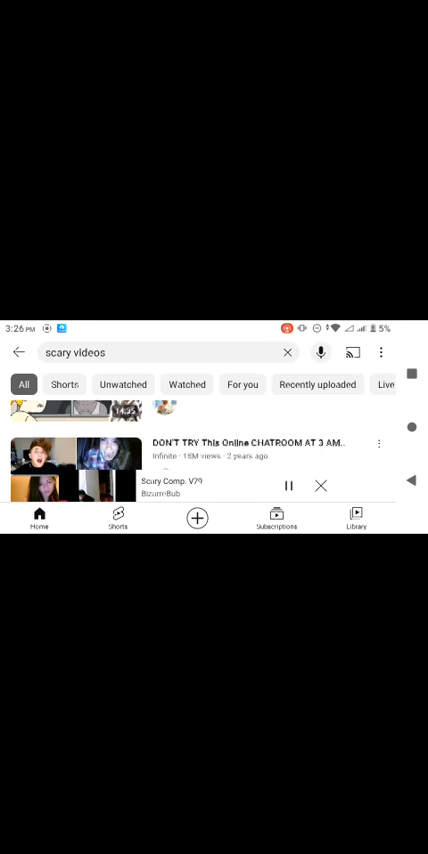 3:26 PM 5%
scary videos
All Shorts Unwatched Watched For you Recently uploaded Live
14:35
DON'T TRY This Online CHATROOM AT 3 AM..
Infinite · 18M views · 2 years ago
Scary Comp. V79
BizarreBub
Home Shorts Subscriptions Library